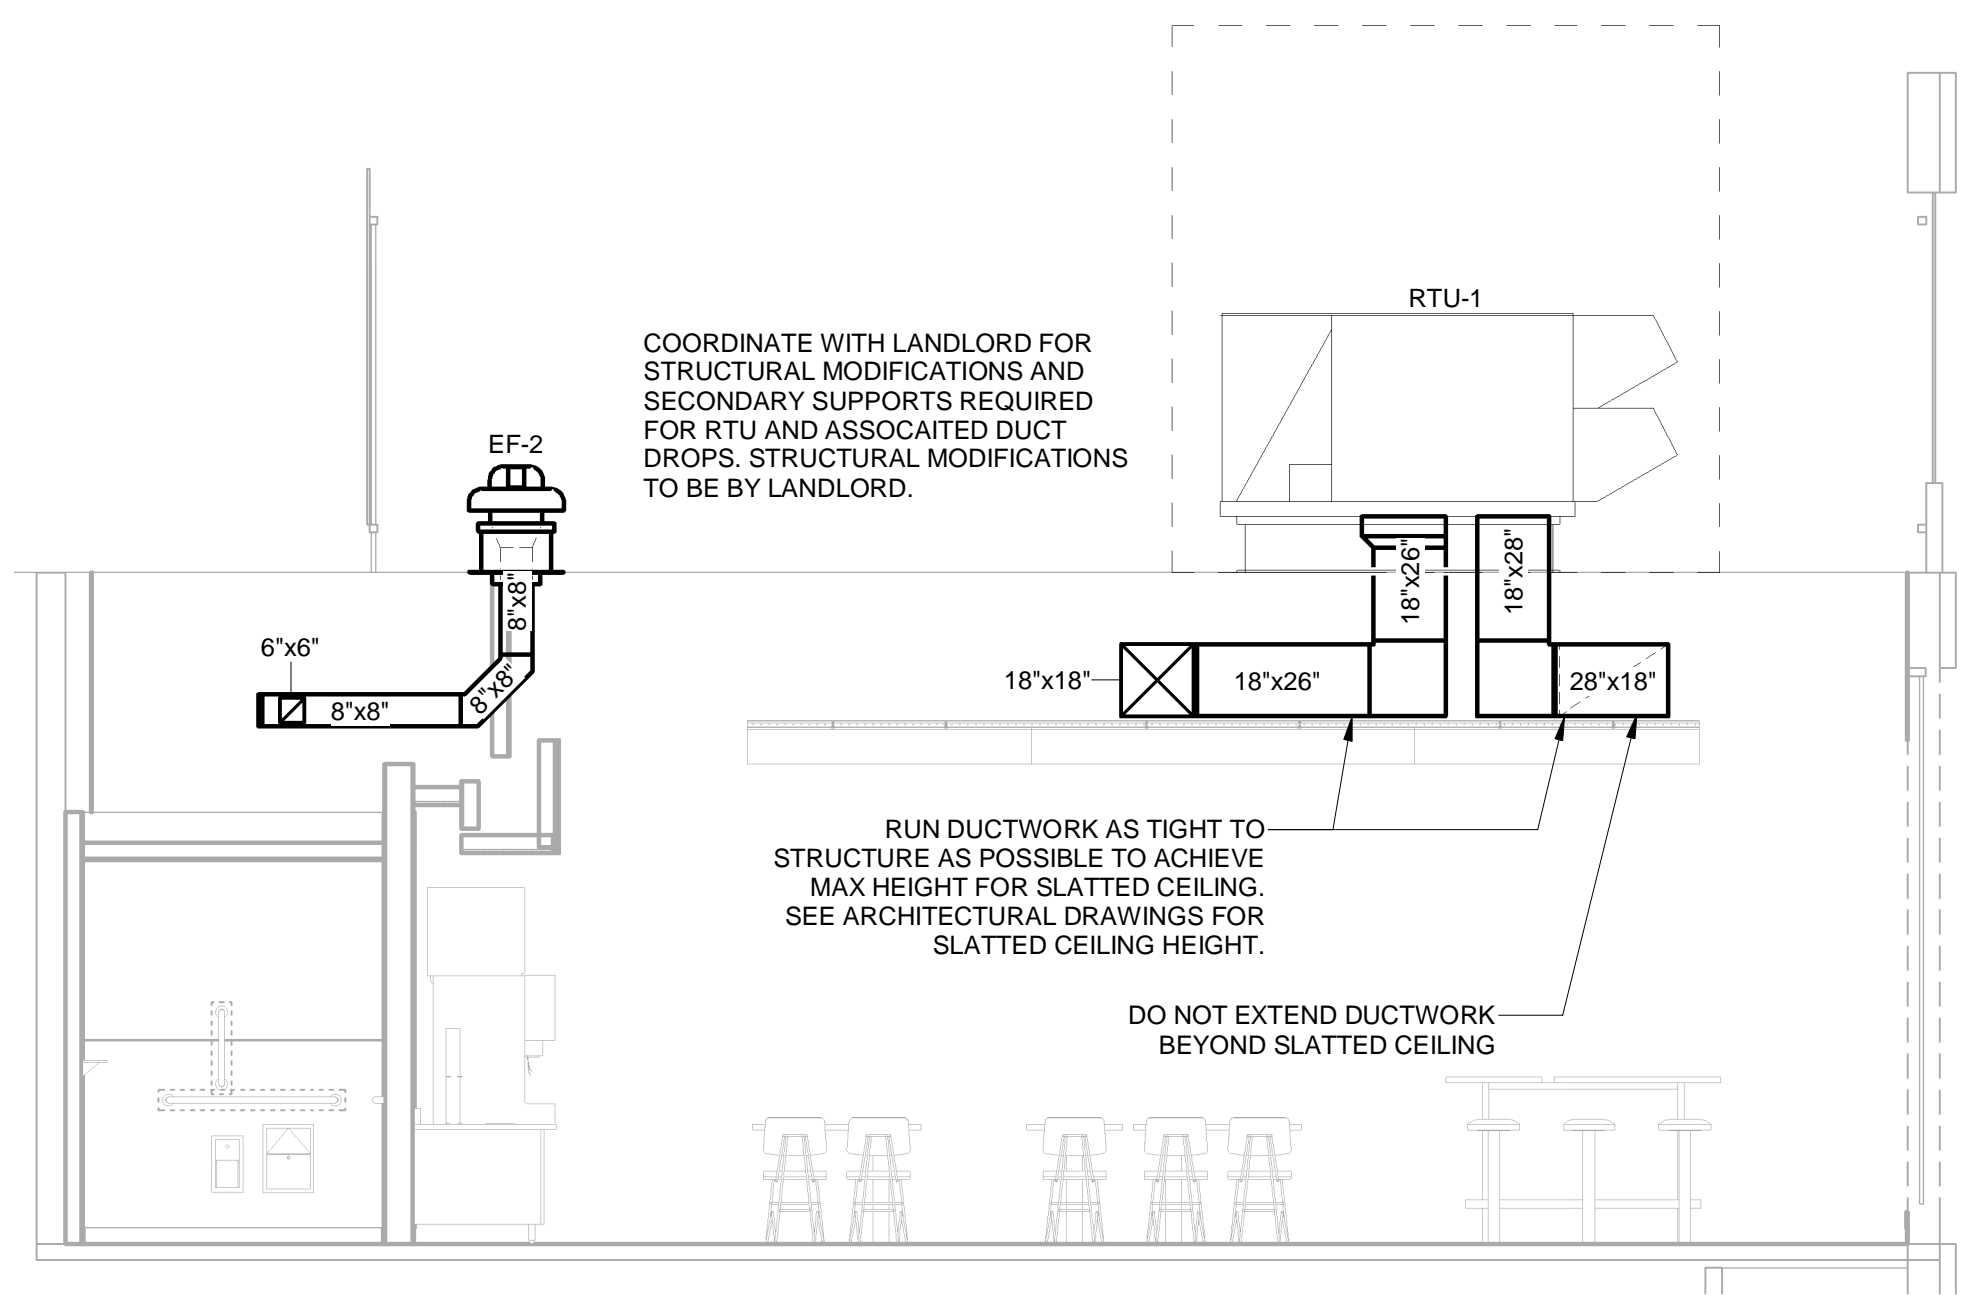 RTU-1
COORDINATE WITH LANDLORD FOR
STRUCTURAL MODIFICATIONS AND
SECONDARY SUPPORTS REQUIRED
FOR RTU AND ASSOCAITED DUCT
DROPS. STRUCTURAL MODIFICATIONS
TO BE BY LANDLORD.
EF-2
8"x8"
18"x26"
18"x28"
6"x6"
8"x8"
8"x8"
18"x18"
18"x26"
28"x18"
RUN DUCTWORK AS TIGHT TO
STRUCTURE AS POSSIBLE TO ACHIEVE
MAX HEIGHT FOR SLATTED CEILING.
SEE ARCHITECTURAL DRAWINGS FOR
SLATTED CEILING HEIGHT.
DO NOT EXTEND DUCTWORK
BEYOND SLATTED CEILING